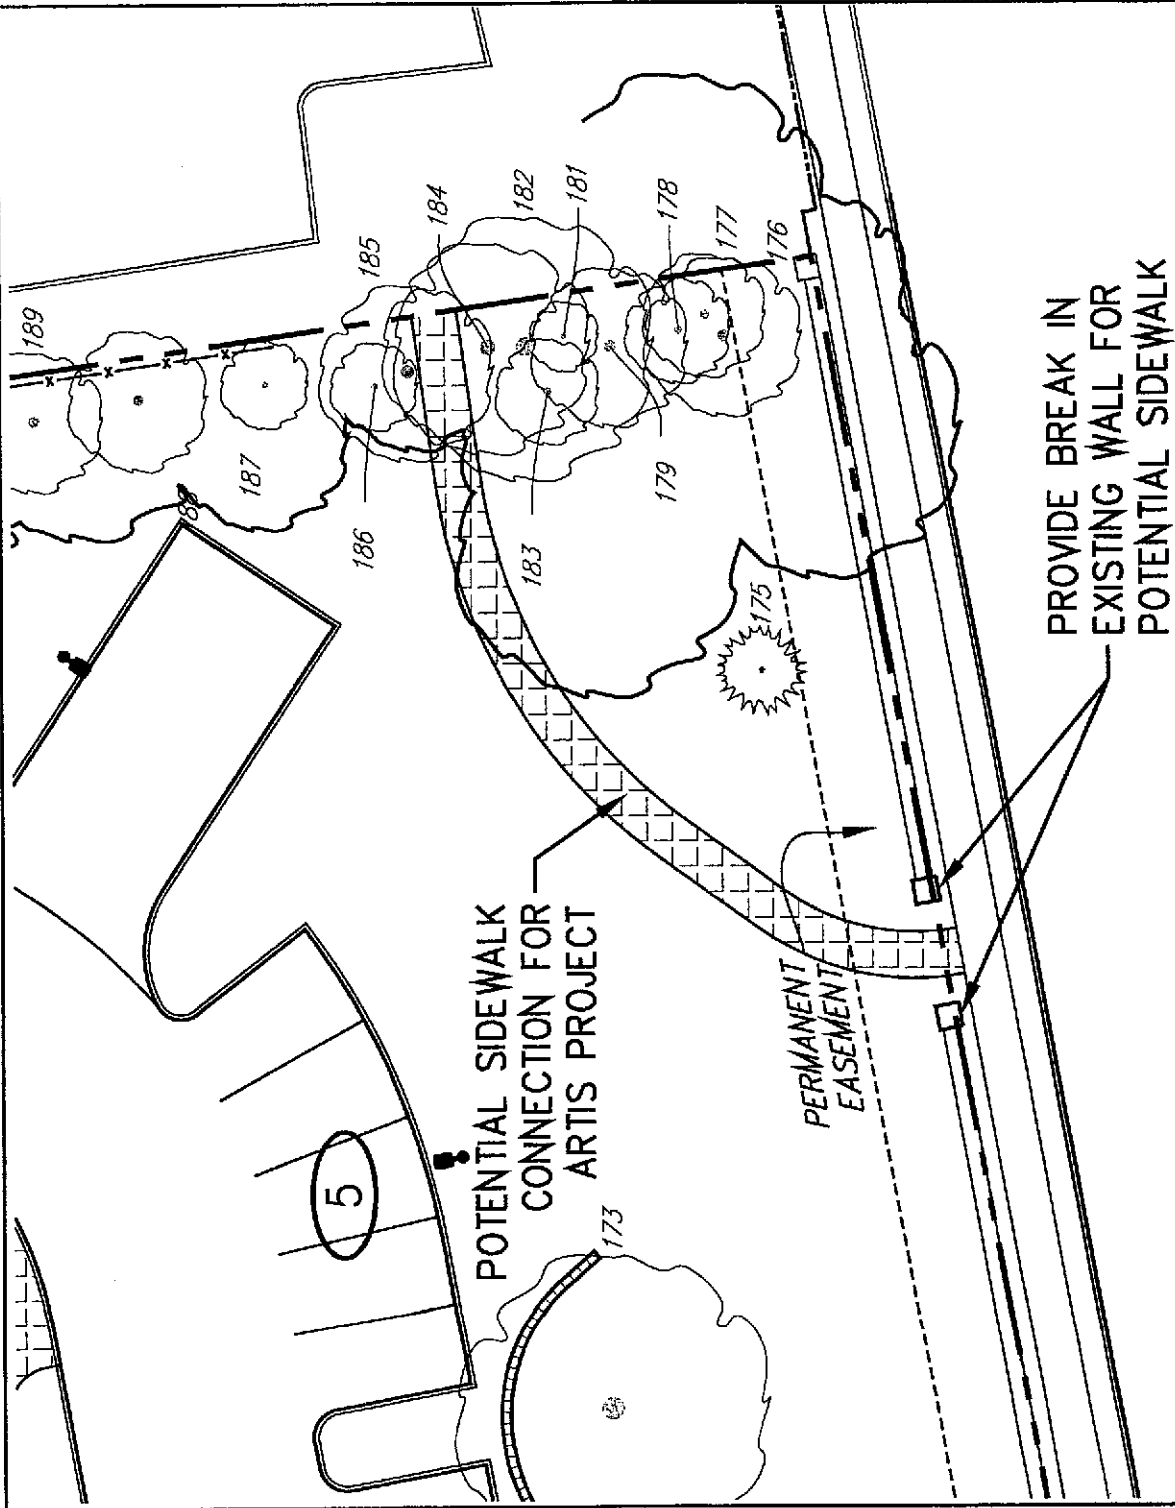 189
188
187
185
186
184
182
181
183
178
179
177
176
175
POTENTIAL SIDEWALK
CONNECTION FOR
ARTIS PROJECT
5
173
PERMANENT
EASEMENT
PROVIDE BREAK IN
EXISTING WALL FOR
POTENTIAL SIDEWALK
x
x
x
x